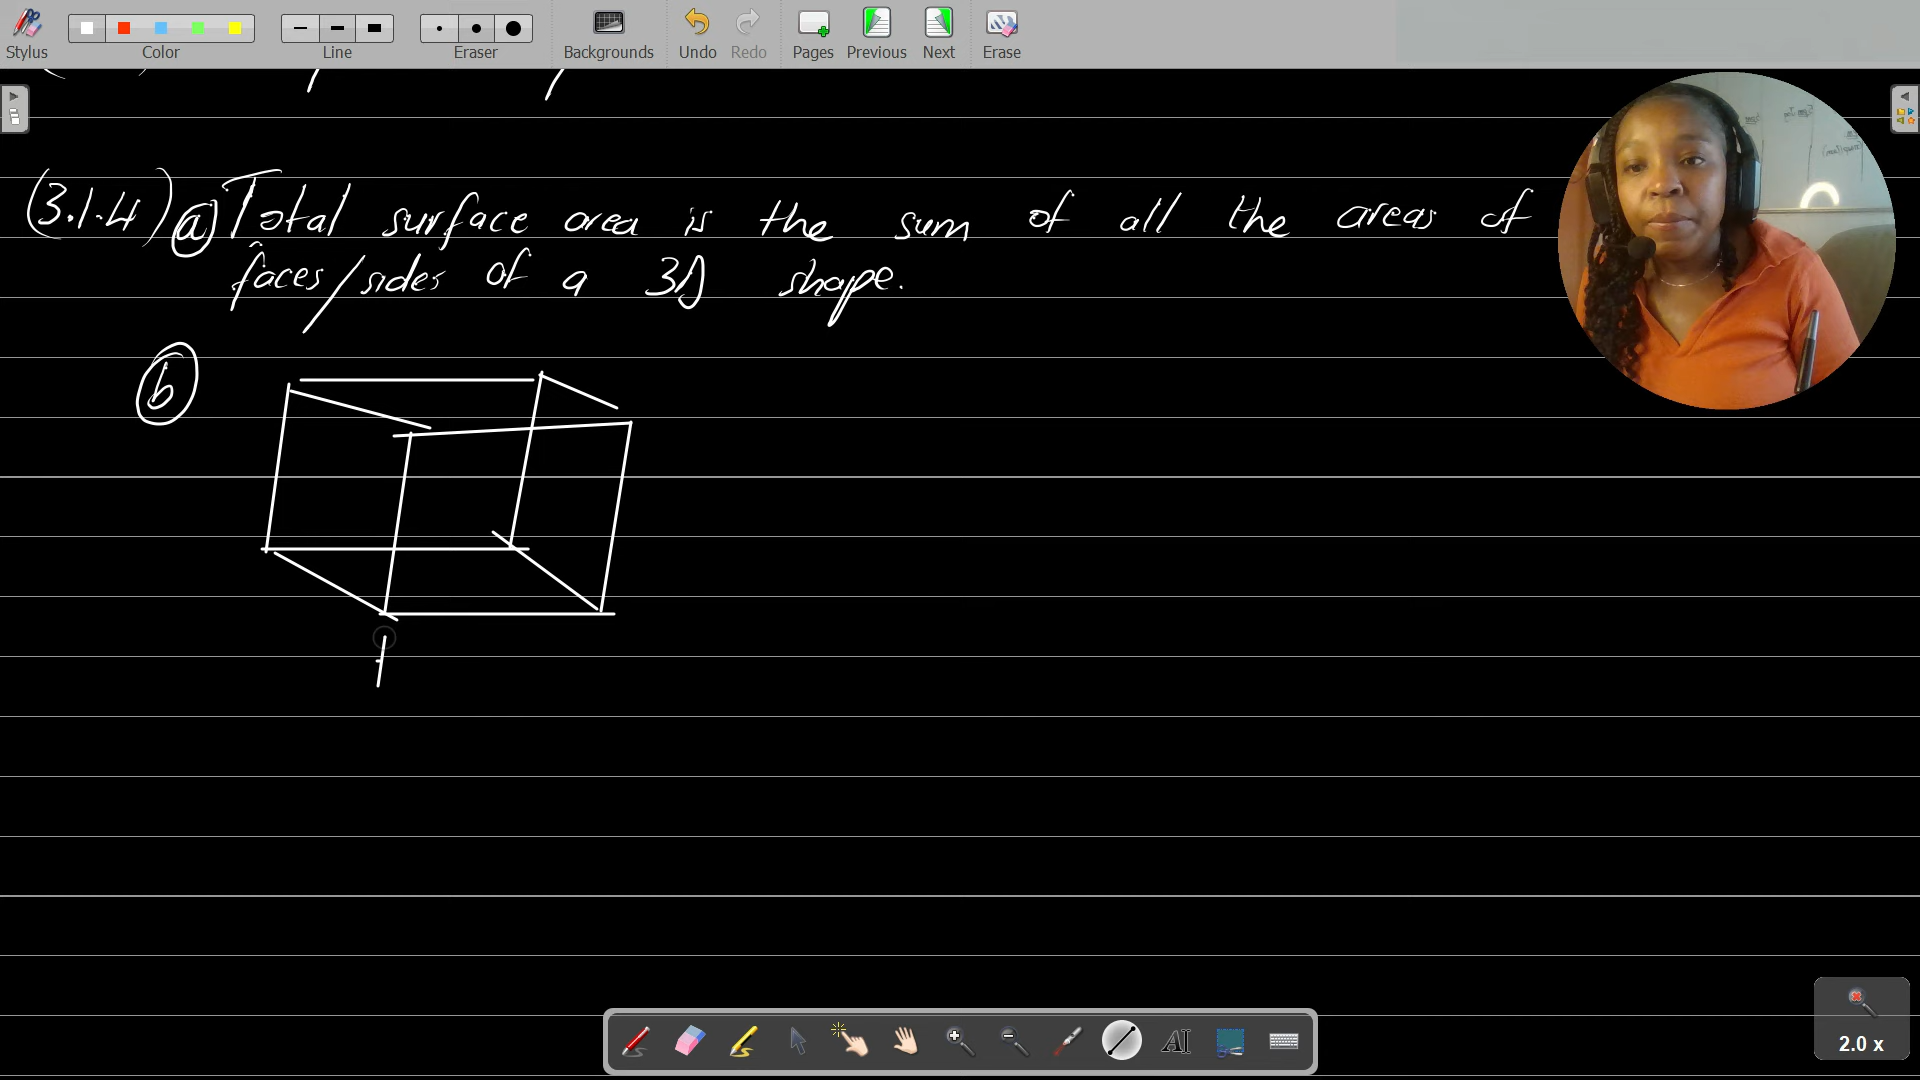 Stylus
Color
Line
Eraser
Backgrounds
Undo
Redo
Pages
Previous
Next
Erase
(3.1.4) (a) Total surface area is the sum of all the areas of
faces/sides of a 3D shape.
(b)
AI
2.0 x